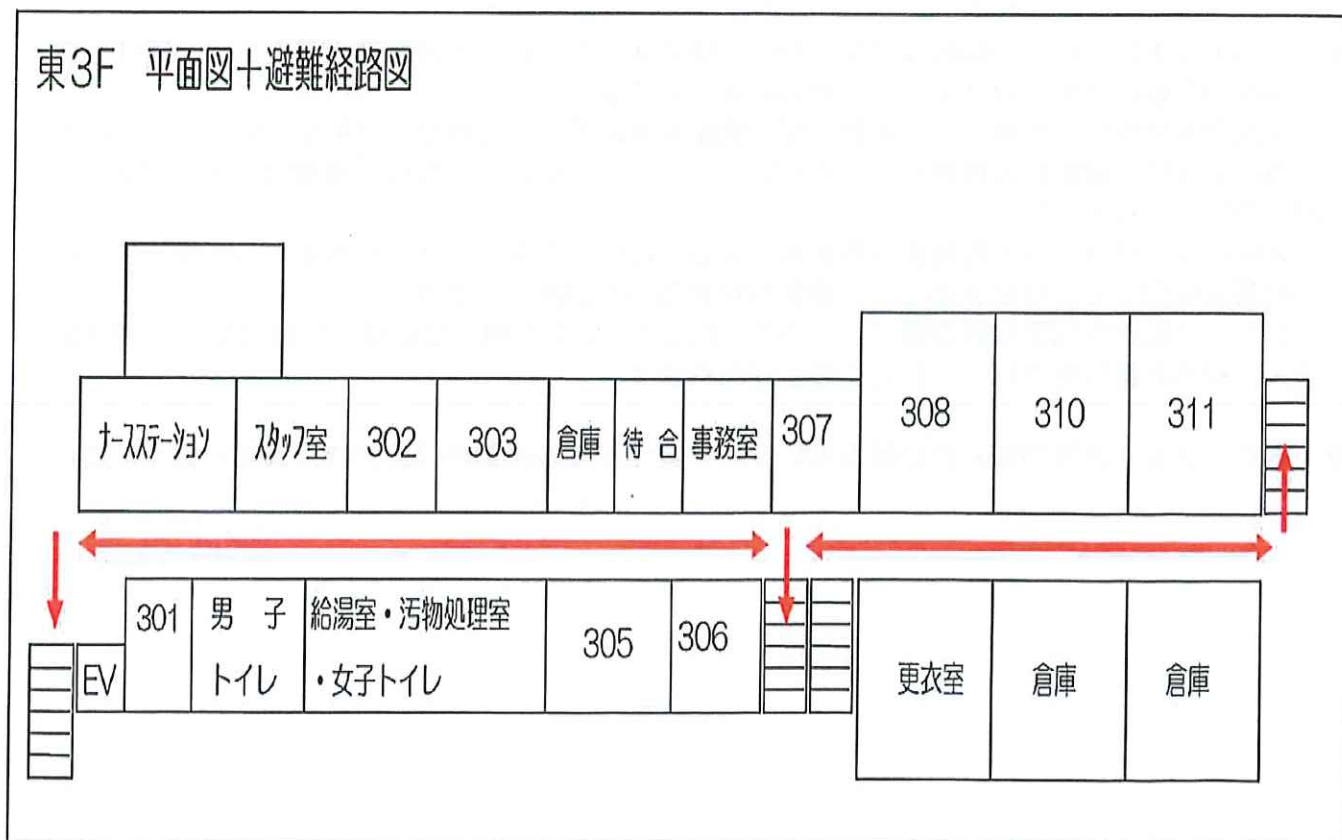 東3F 平面図+避難経路図
ﾅｰｽｽﾃｰｼｮﾝ
ｽﾀｯﾌ室
302
303
倉庫
待 合
事務室
307
308
310
311
EV
301
男 子
トイレ
給湯室・汚物処理室
・女子トイレ
305
306
更衣室
倉庫
倉庫